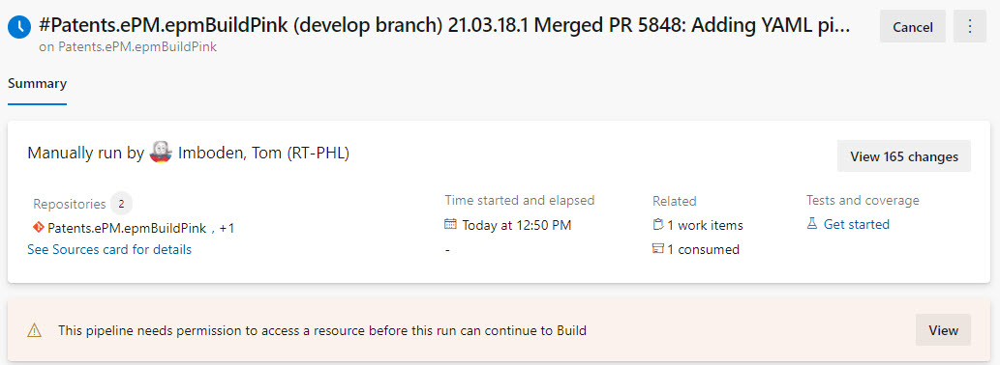 #Patents.ePM.epmBuildPink (develop branch) 21.03.18.1 Merged PR 5848: Adding YAML pi...
Cancel
on Patents.ePM.epmBuildPink
Summary
Manually run by Imboden, Tom (RT-PHL)
View 165 changes
Repositories 2
Time started and elapsed
Related
Tests and coverage
Patents.ePM.epmBuildPink , +1
Today at 12:50 PM
1 work items
Get started
See Sources card for details
-
1 consumed
This pipeline needs permission to access a resource before this run can continue to Build
View